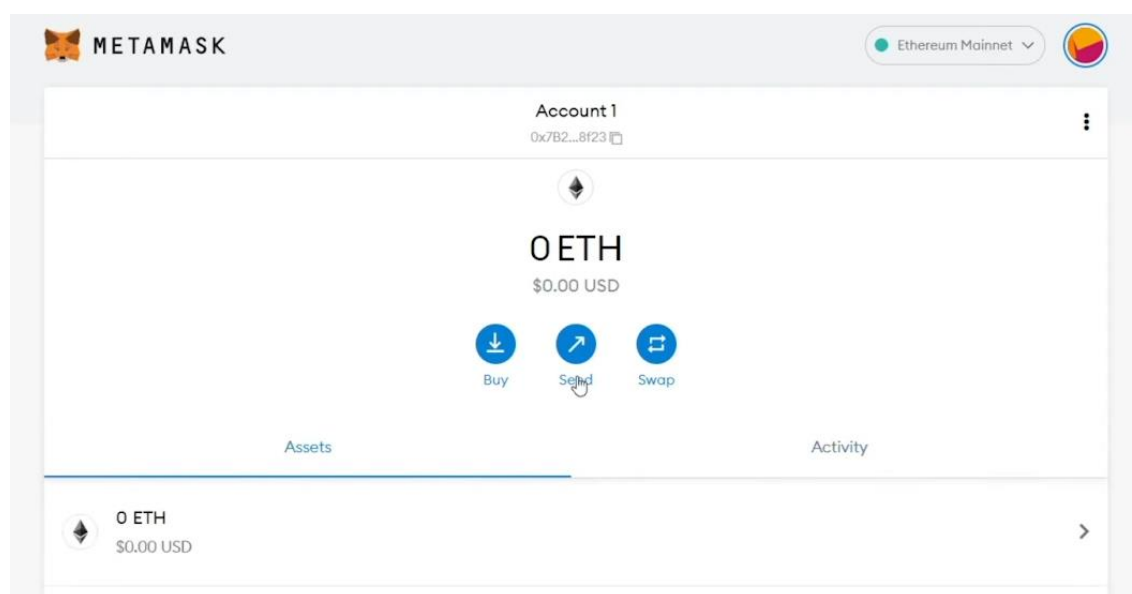 METAMASK
Ethereum Mainnet
Account 1
0x7B2...8f23
0 ETH
$0.00 USD
Buy Send Swap
Assets Activity
0 ETH
$0.00 USD